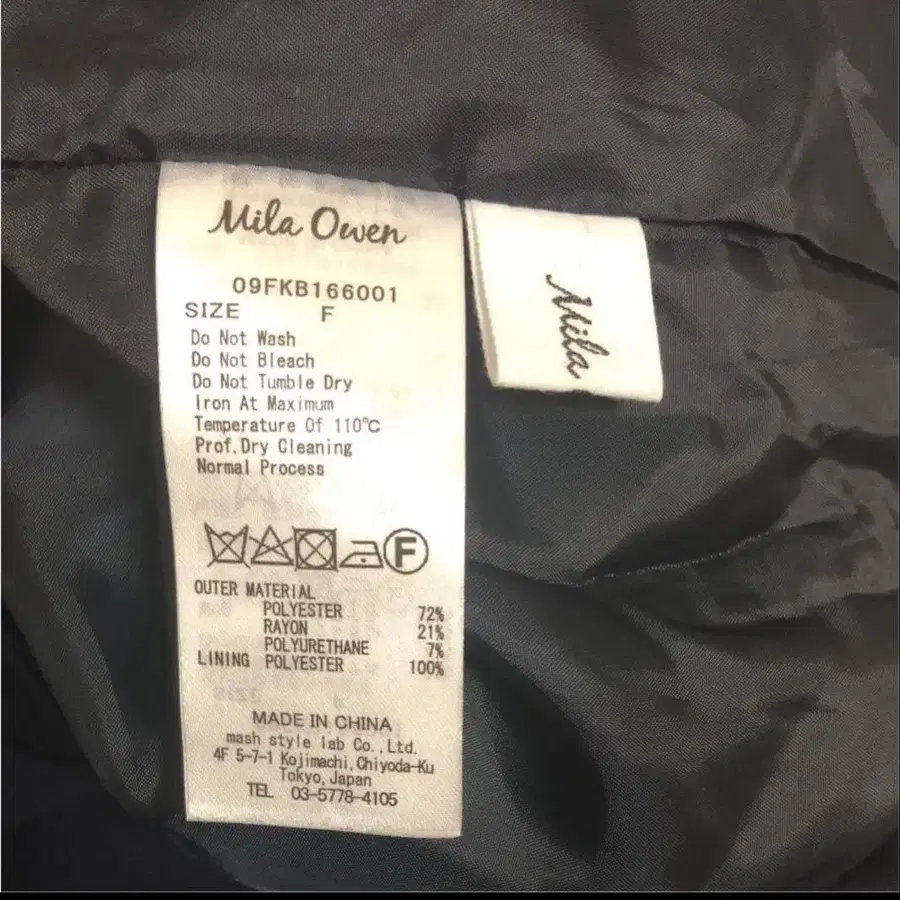 Mila Owen
09FKB166001
SIZE F
Do Not Wash
Do Not Bleach
Do Not Tumble Dry
Iron At Maximum
Temperature Of 110℃
Prof.Dry Cleaning
Normal Process
F
OUTER MATERIAL
POLYESTER 72%
RAYON 21%
POLYURETHANE 7%
LINING POLYESTER 100%
MADE IN CHINA
mash style lab Co.,Ltd.
4F 5-7-1 Kojimachi,Chiyoda-Ku
Tokyo,Japan
TEL 03-5778-4105
Mila